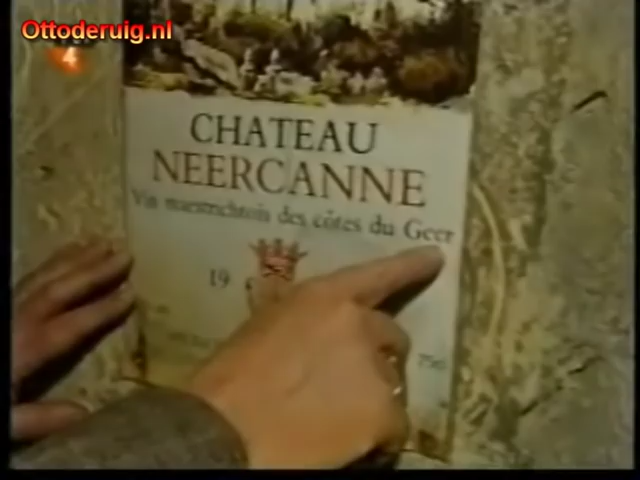 Ottoderuig.nl
4
CHATEAU
NEERCANNE
Vin maestrichtois des côtes du Geer
19